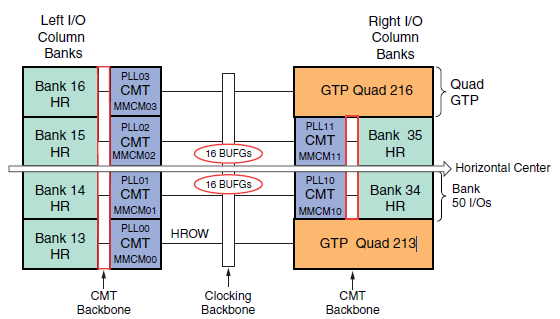 Left I/O
Column
Banks
Right I/O
Column
Banks
Bank 16
HR
PLL03
CMT
MMCM03
GTP Quad 216
Quad
GTP
Bank 15
HR
PLL02
CMT
MMCM02
16 BUFGs
PLL11
CMT
MMCM11
Bank 35
HR
Horizontal Center
Bank 14
HR
PLL01
CMT
MMCM01
16 BUFGs
PLL10
CMT
MMCM10
Bank 34
HR
Bank
50 I/Os
Bank 13
HR
PLL00
CMT
MMCM00
HROW
GTP Quad 213
CMT
Backbone
Clocking
Backbone
CMT
Backbone